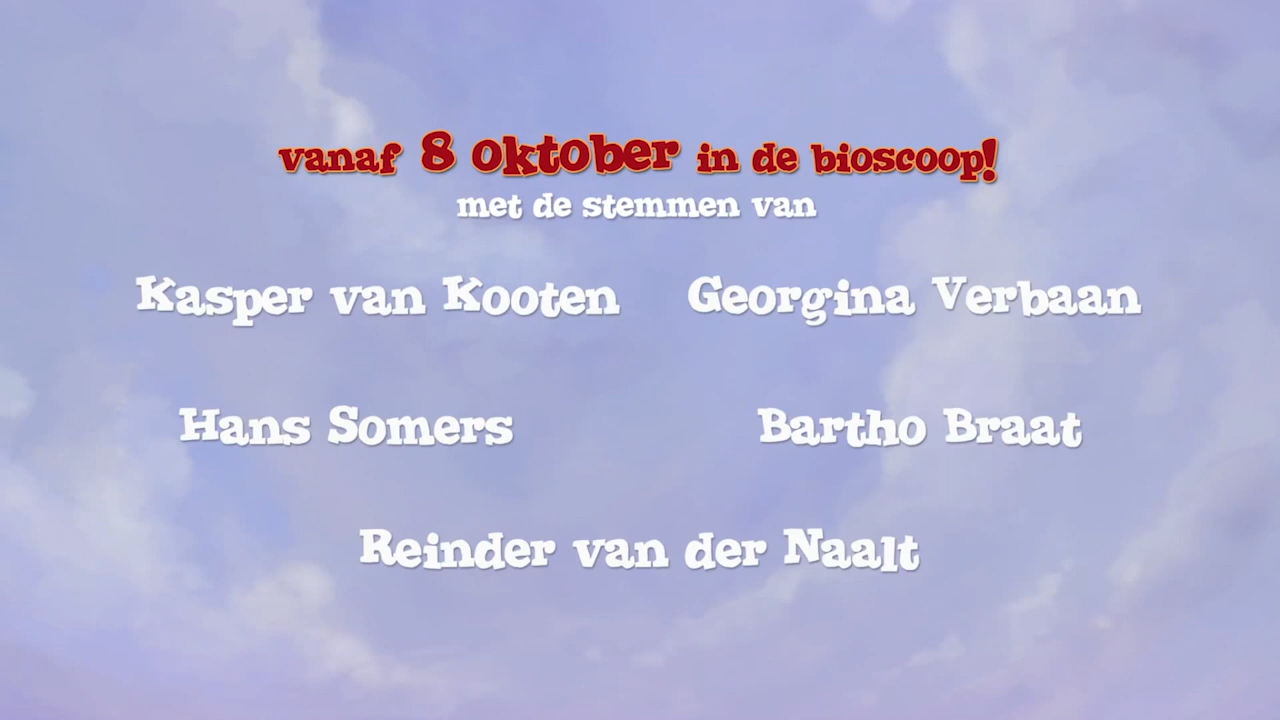 vanaf 8 oktober in de bioscoop!
met de stemmen van
Kasper van Kooten Georgina Verbaan
Hans Somers Bartho Braat
Reinder van der Naalt